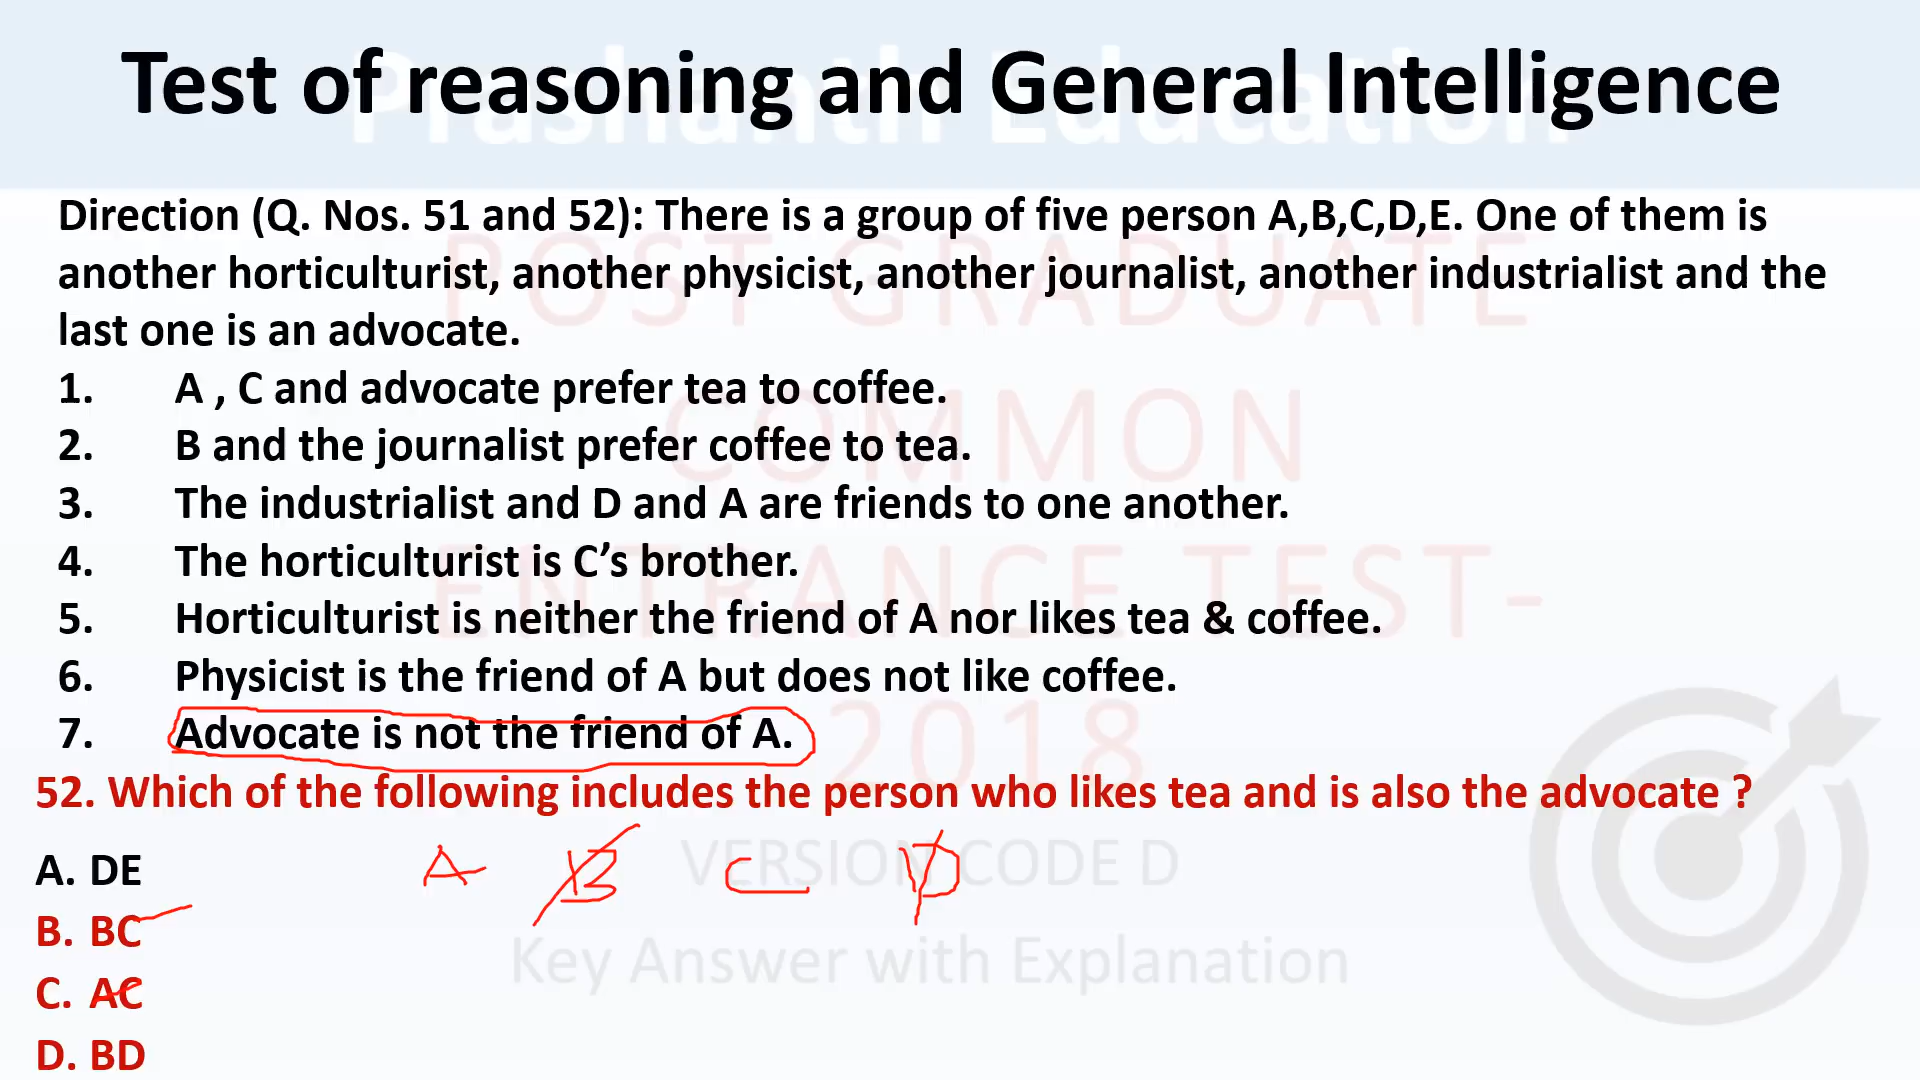 Prashanth Education
Test of reasoning and General Intelligence
Direction (Q. Nos. 51 and 52): There is a group of five person A,B,C,D,E. One of them is
another horticulturist, another physicist, another journalist, another industrialist and the
last one is an advocate.
1. A , C and advocate prefer tea to coffee.
2. B and the journalist prefer coffee to tea.
3. The industrialist and D and A are friends to one another.
4. The horticulturist is C’s brother.
5. Horticulturist is neither the friend of A nor likes tea & coffee.
6. Physicist is the friend of A but does not like coffee.
7. Advocate is not the friend of A.
52. Which of the following includes the person who likes tea and is also the advocate ?
A. DE
B. BC
C. AC
D. BD
A B C D
POST GRADUATE
COMMON
ENTRANCE TEST-
2018
VERSION CODE D
Key Answer with Explanation